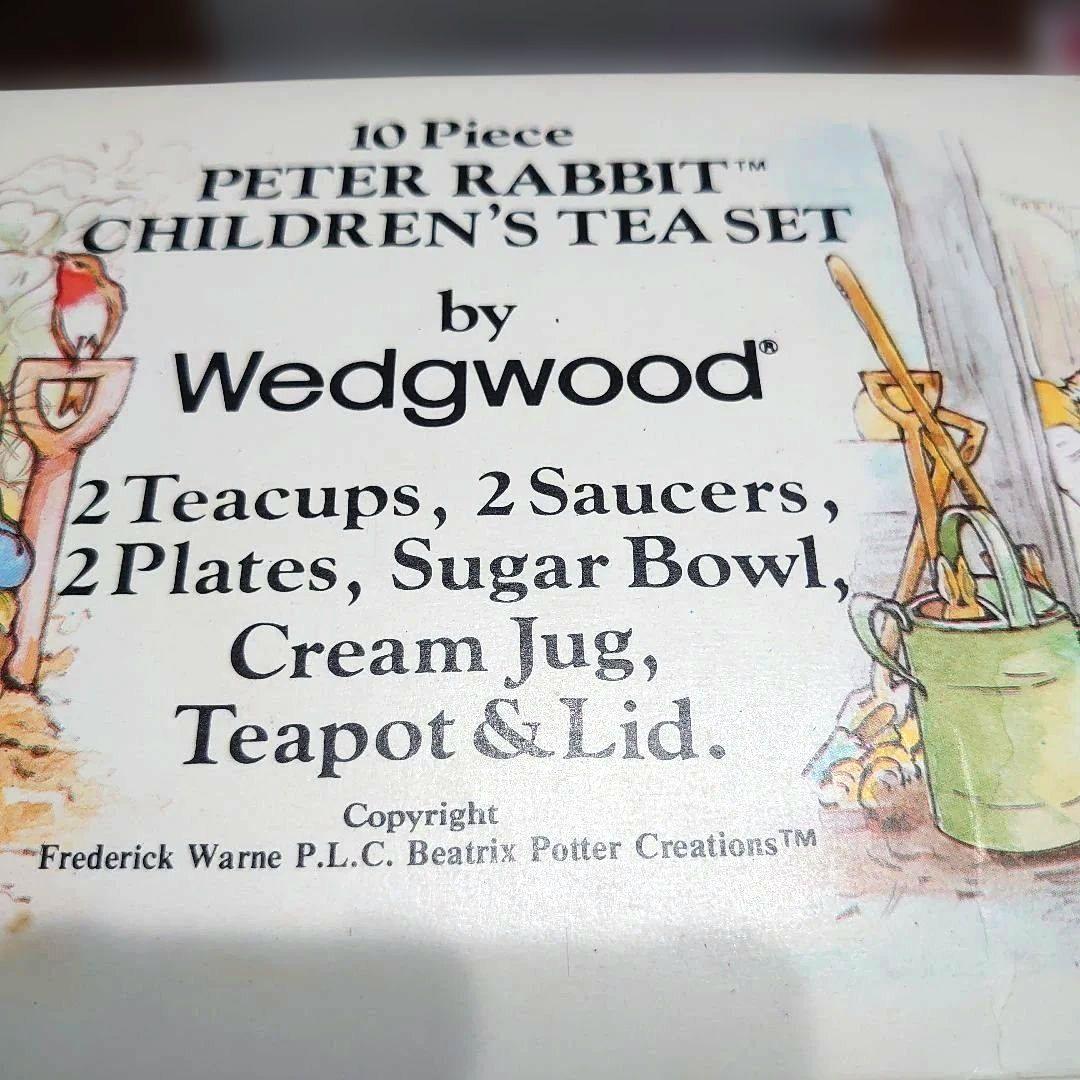 10 Piece
PETER RABBIT™
CHILDREN'S TEA SET
by
Wedgwood®
2 Teacups, 2 Saucers,
2 Plates, Sugar Bowl,
Cream Jug,
Teapot & Lid.
Copyright
Frederick Warne P.L.C. Beatrix Potter Creations™